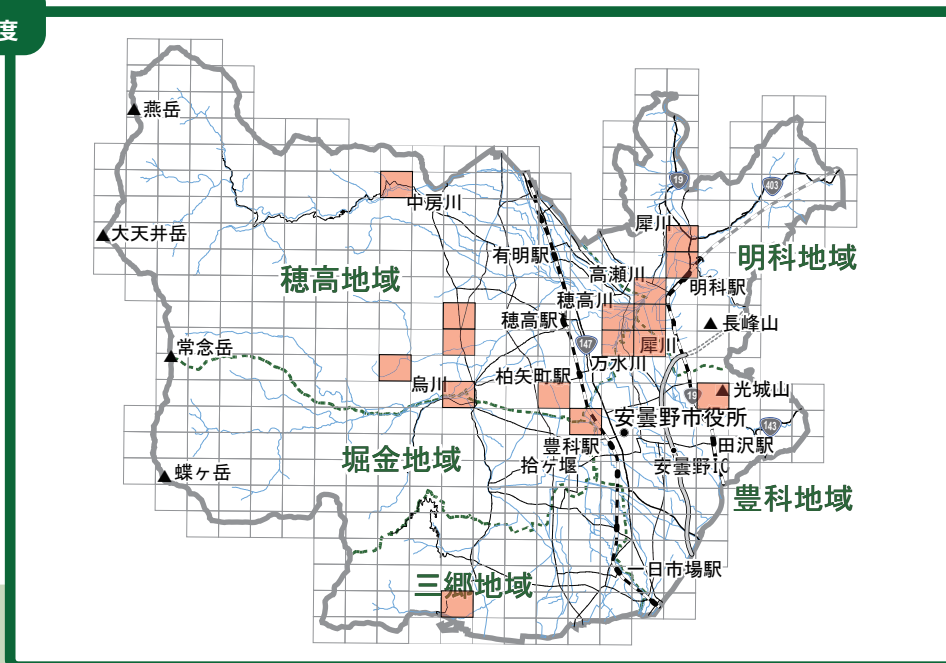 度
燕岳
19
403
中房川
犀川
大天井岳
有明駅
明科地域
高瀬川
穂高地域
明科駅
穂高川
穂高駅
長峰山
147
犀川
常念岳
万水川
柏矢町駅
烏川
19
光城山
安曇野市役所
143
豊科駅
田沢駅
堀金地域
拾ヶ堰
安曇野IC
蝶ヶ岳
豊科地域
一日市場駅
三郷地域